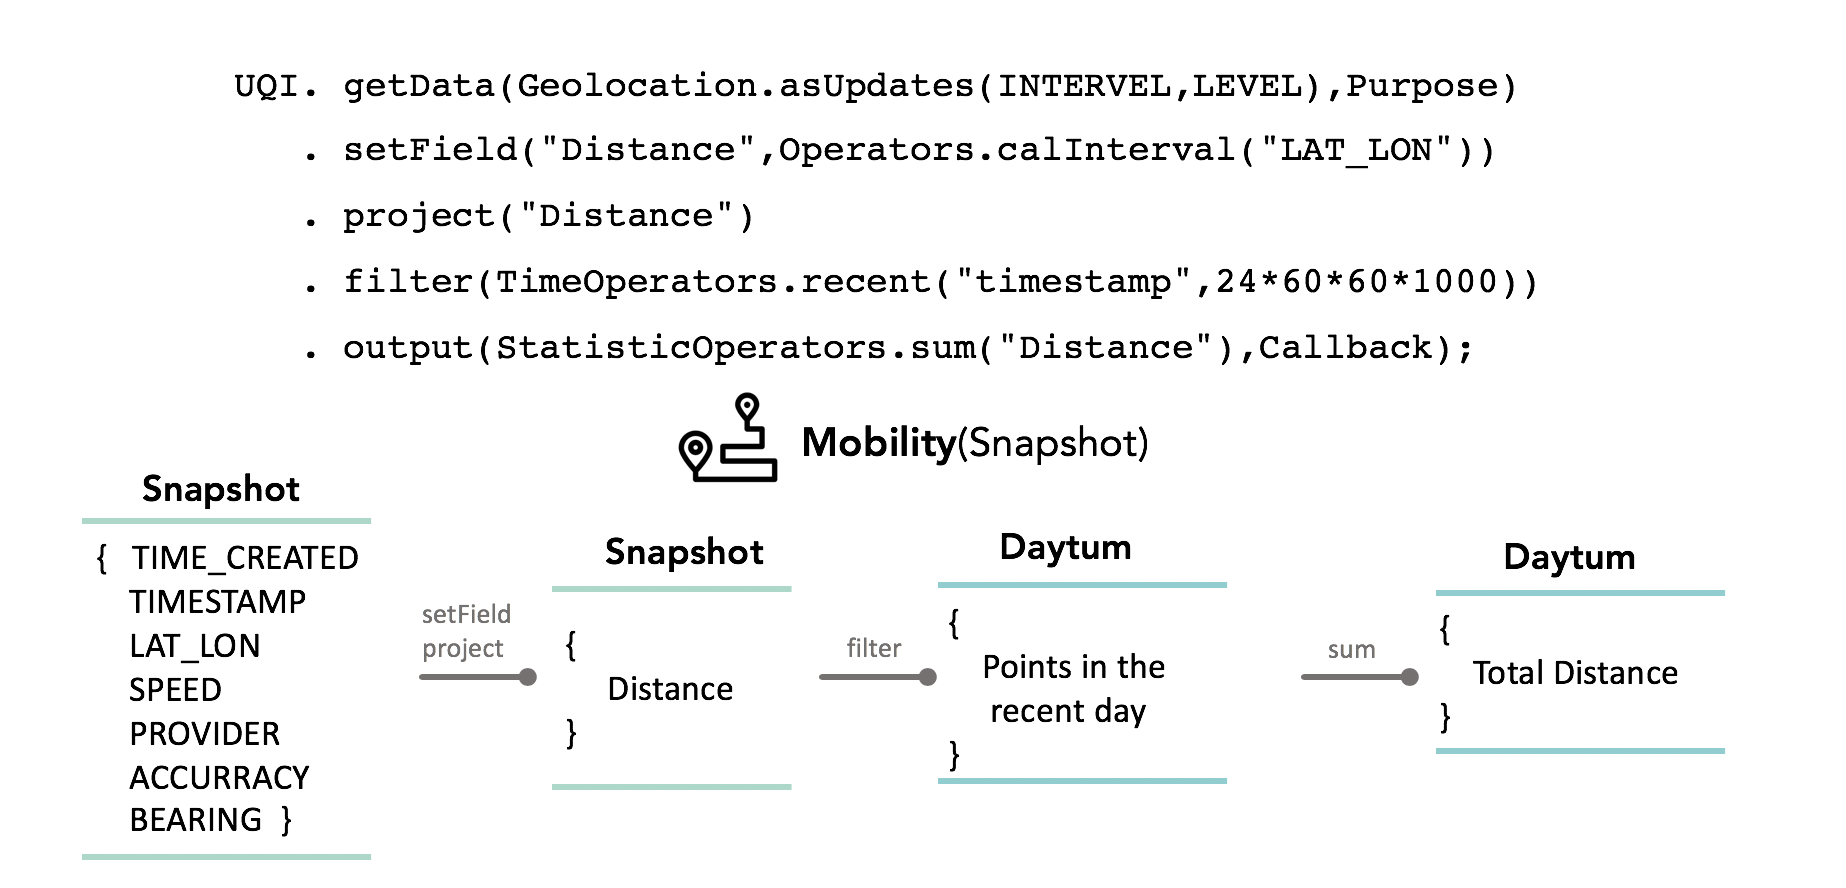 UQI. getData(Geolocation.asUpdates(INTERVEL,LEVEL),Purpose)
. setField("Distance",Operators.calInterval("LAT_LON"))
. project("Distance")
. filter(TimeOperators.recent("timestamp",24*60*60*1000))
. output(StatisticOperators.sum("Distance"),Callback);
Mobility(Snapshot)
Snapshot
{ TIME_CREATED
TIMESTAMP
LAT_LON
SPEED
PROVIDER
ACCURRACY
BEARING }
setField
project
Snapshot
{
Distance
}
filter
Daytum
{
Points in the
recent day
}
sum
Daytum
{
Total Distance
}